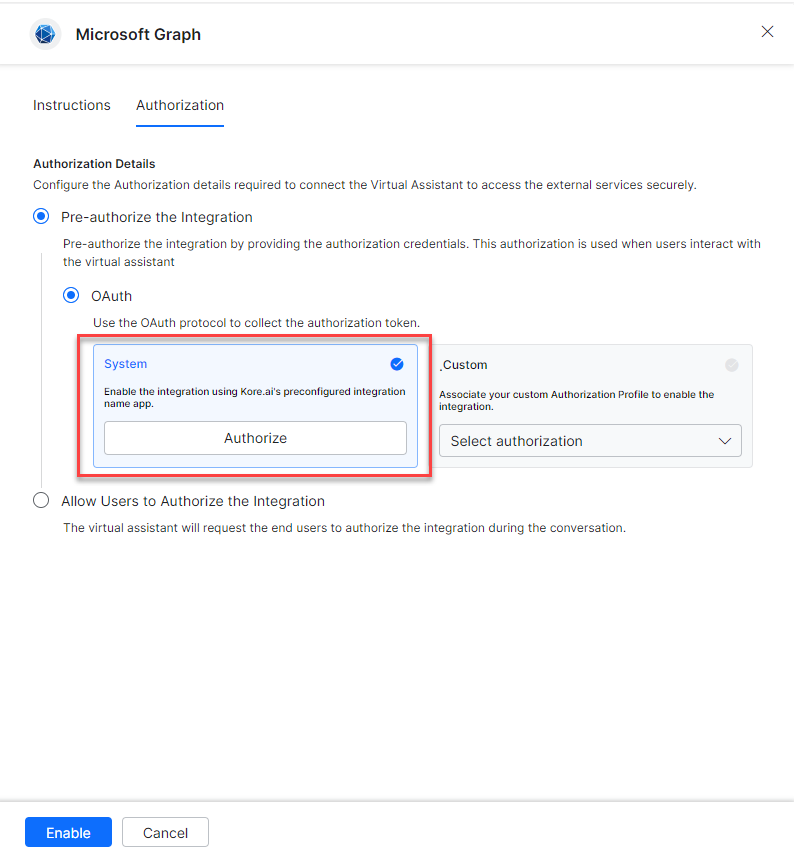 Microsoft Graph
Instructions
Authorization
Authorization Details
Configure the Authorization details required to connect the Virtual Assistant to access the external services securely.
Pre-authorize the Integration
Pre-authorize the integration by providing the authorization credentials. This authorization is used when users interact with
the virtual assistant
OAuth
Use the OAuth protocol to collect the authorization token.
System
Enable the integration using Kore.ai's preconfigured integration
name app.
Authorize
.Custom
Associate your custom Authorization Profile to enable the
integration.
Select authorization
Allow Users to Authorize the Integration
The virtual assistant will request the end users to authorize the integration during the conversation.
Enable
Cancel